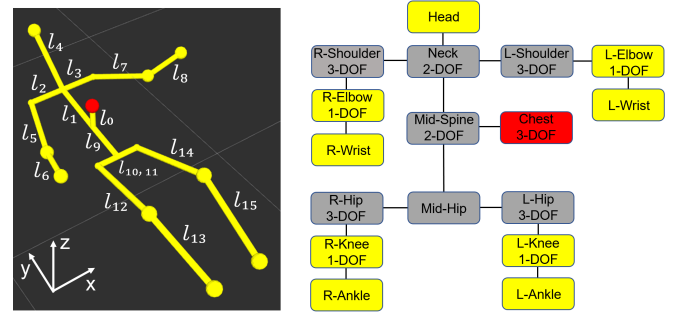 l4
l3
l7
l2
l8
l1
l0
l5
l9
l14
l6
l10, 11
l12
l15
l13
z
y
x
Head
R-Shoulder
3-DOF
Neck
2-DOF
L-Shoulder
3-DOF
L-Elbow
1-DOF
R-Elbow
1-DOF
L-Wrist
Mid-Spine
2-DOF
Chest
3-DOF
R-Wrist
R-Hip
3-DOF
Mid-Hip
L-Hip
3-DOF
R-Knee
1-DOF
L-Knee
1-DOF
R-Ankle
L-Ankle